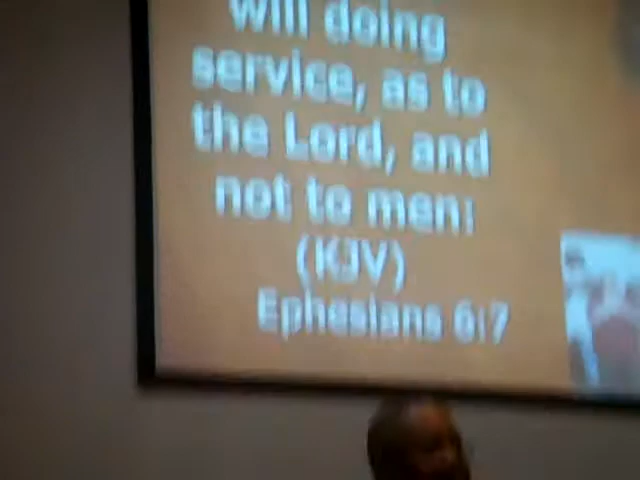 will doing
service, as to
the Lord, and
not to men:
(KJV)
Ephesians 6:7